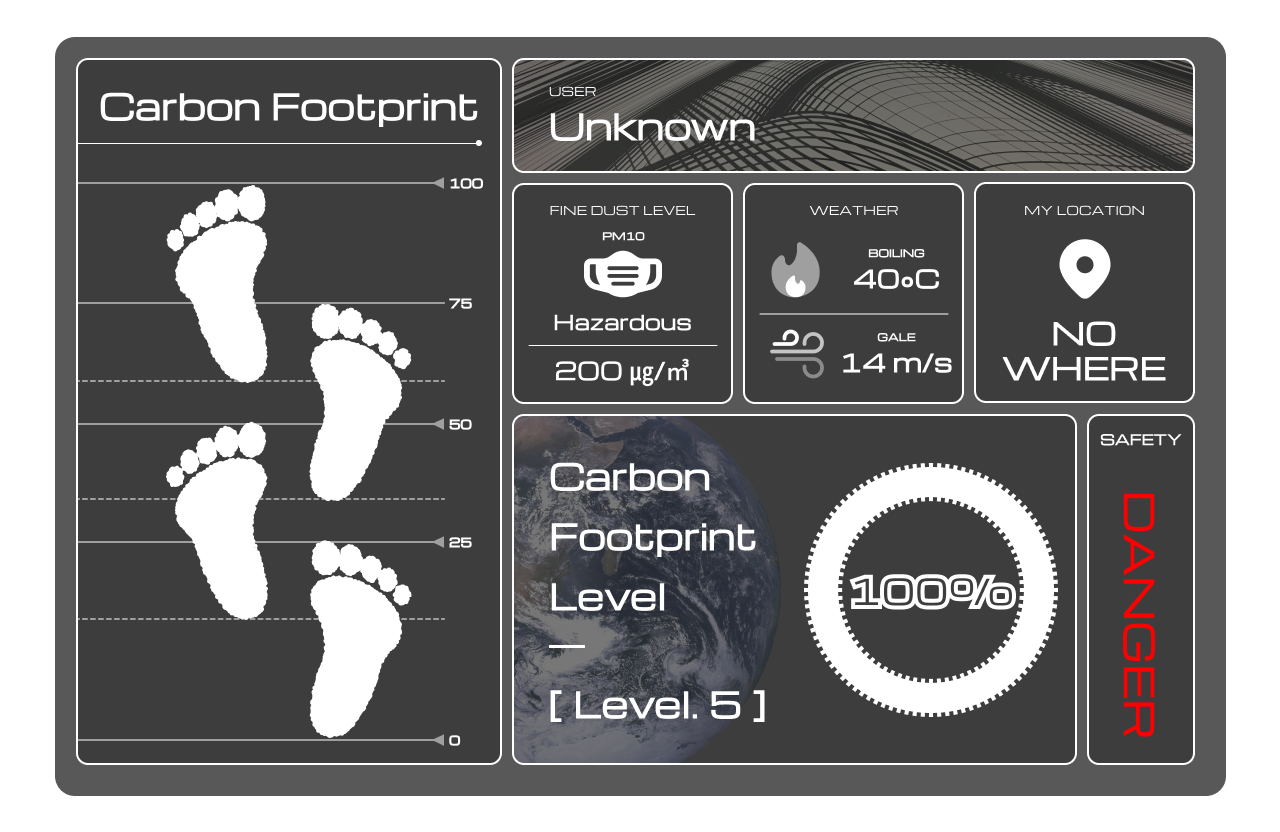 Carbon Footprint
100
75
50
25
0
USER
Unknown
FINE DUST LEVEL
PM10
Hazardous
200 μg/㎥
WEATHER
BOILING
40°C
GALE
14 m/s
MY LOCATION
NO
WHERE
Carbon
Footprint
Level
[ Level. 5 ]
100%
SAFETY
DANGER